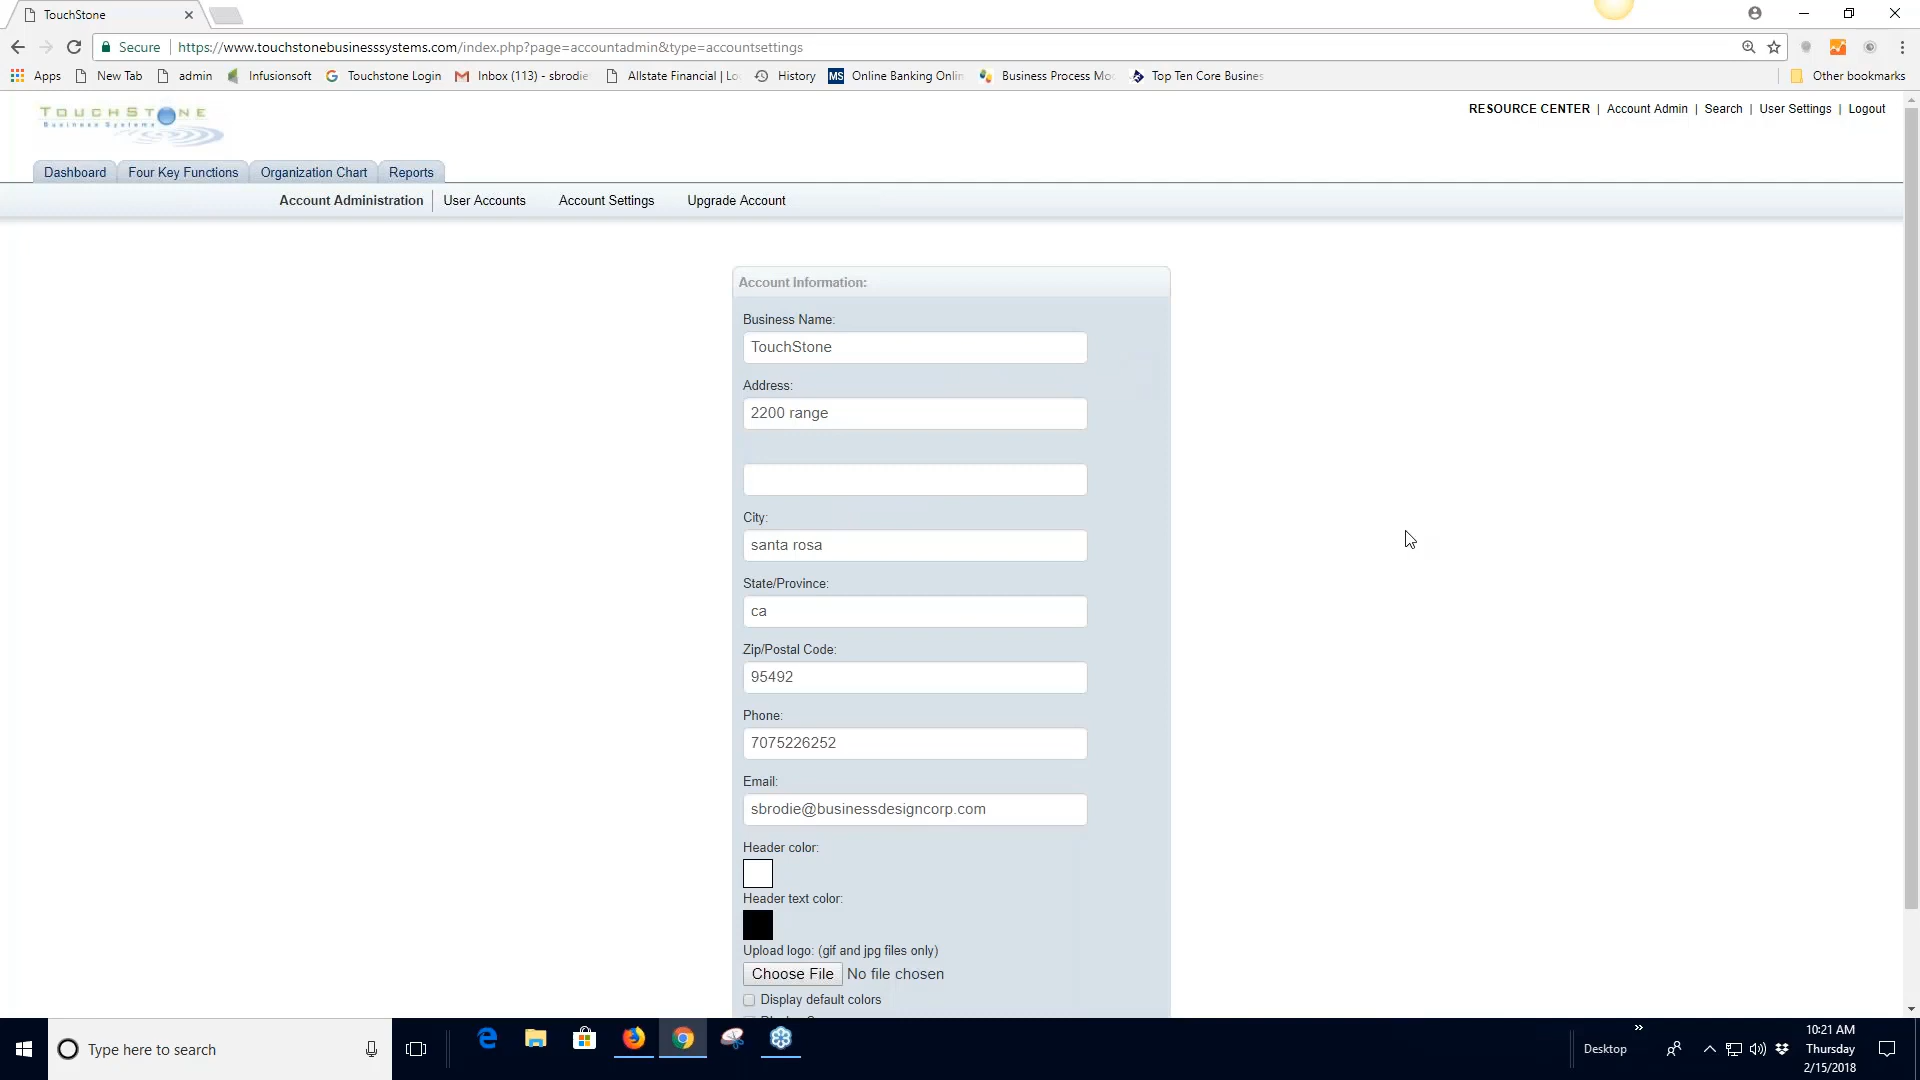 TouchStone
Secure | https://www.touchstonebusinesssystems.com/index.php?page=accountadmin&type=accountsettings
Apps New Tab admin Infusionsoft Touchstone Login Inbox (113) - sbrodie Allstate Financial | Lo History MS Online Banking Onlin Business Process Mo Top Ten Core Busines Other bookmarks
TOUCHSTONE
Business Systems
RESOURCE CENTER | Account Admin | Search | User Settings | Logout
Dashboard Four Key Functions Organization Chart Reports
Account Administration User Accounts Account Settings Upgrade Account
Account Information:
Business Name:
TouchStone
Address:
2200 range
City:
santa rosa
State/Province:
ca
Zip/Postal Code:
95492
Phone:
7075226252
Email:
sbrodie@businessdesigncorp.com
Header color:
Header text color:
Upload logo: (gif and jpg files only)
Choose File No file chosen
Display default colors
Type here to search
Desktop
10:21 AM
Thursday
2/15/2018